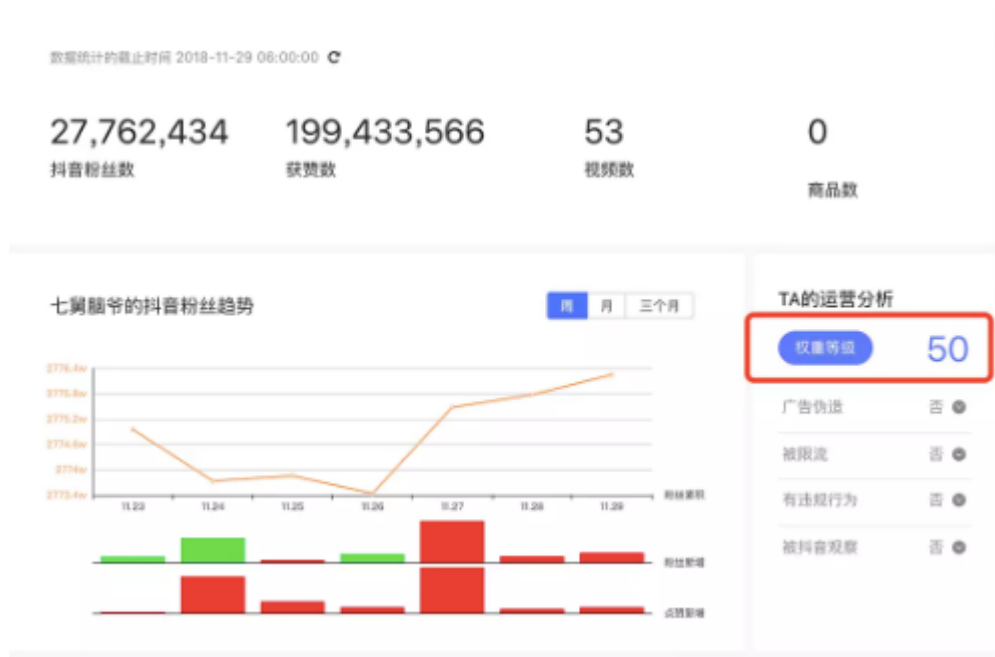 数据统计的截止时间 2018-11-29 06:00:00
27,762,434 199,433,566 53 0
抖音粉丝数 获赞数 视频数 商品数
七舅脑爷的抖音粉丝趋势 周 月 三个月
TA的运营分析
权重等级 50
广告伪造 否
被限流 否
有违规行为 否
被抖音观察 否
2776.4w
2775.8w
2775.2w
2774.6w
2774w
2773.4w
11.23 11.24 11.25 11.26 11.27 11.28 11.29
粉丝累积
粉丝新增
点赞新增